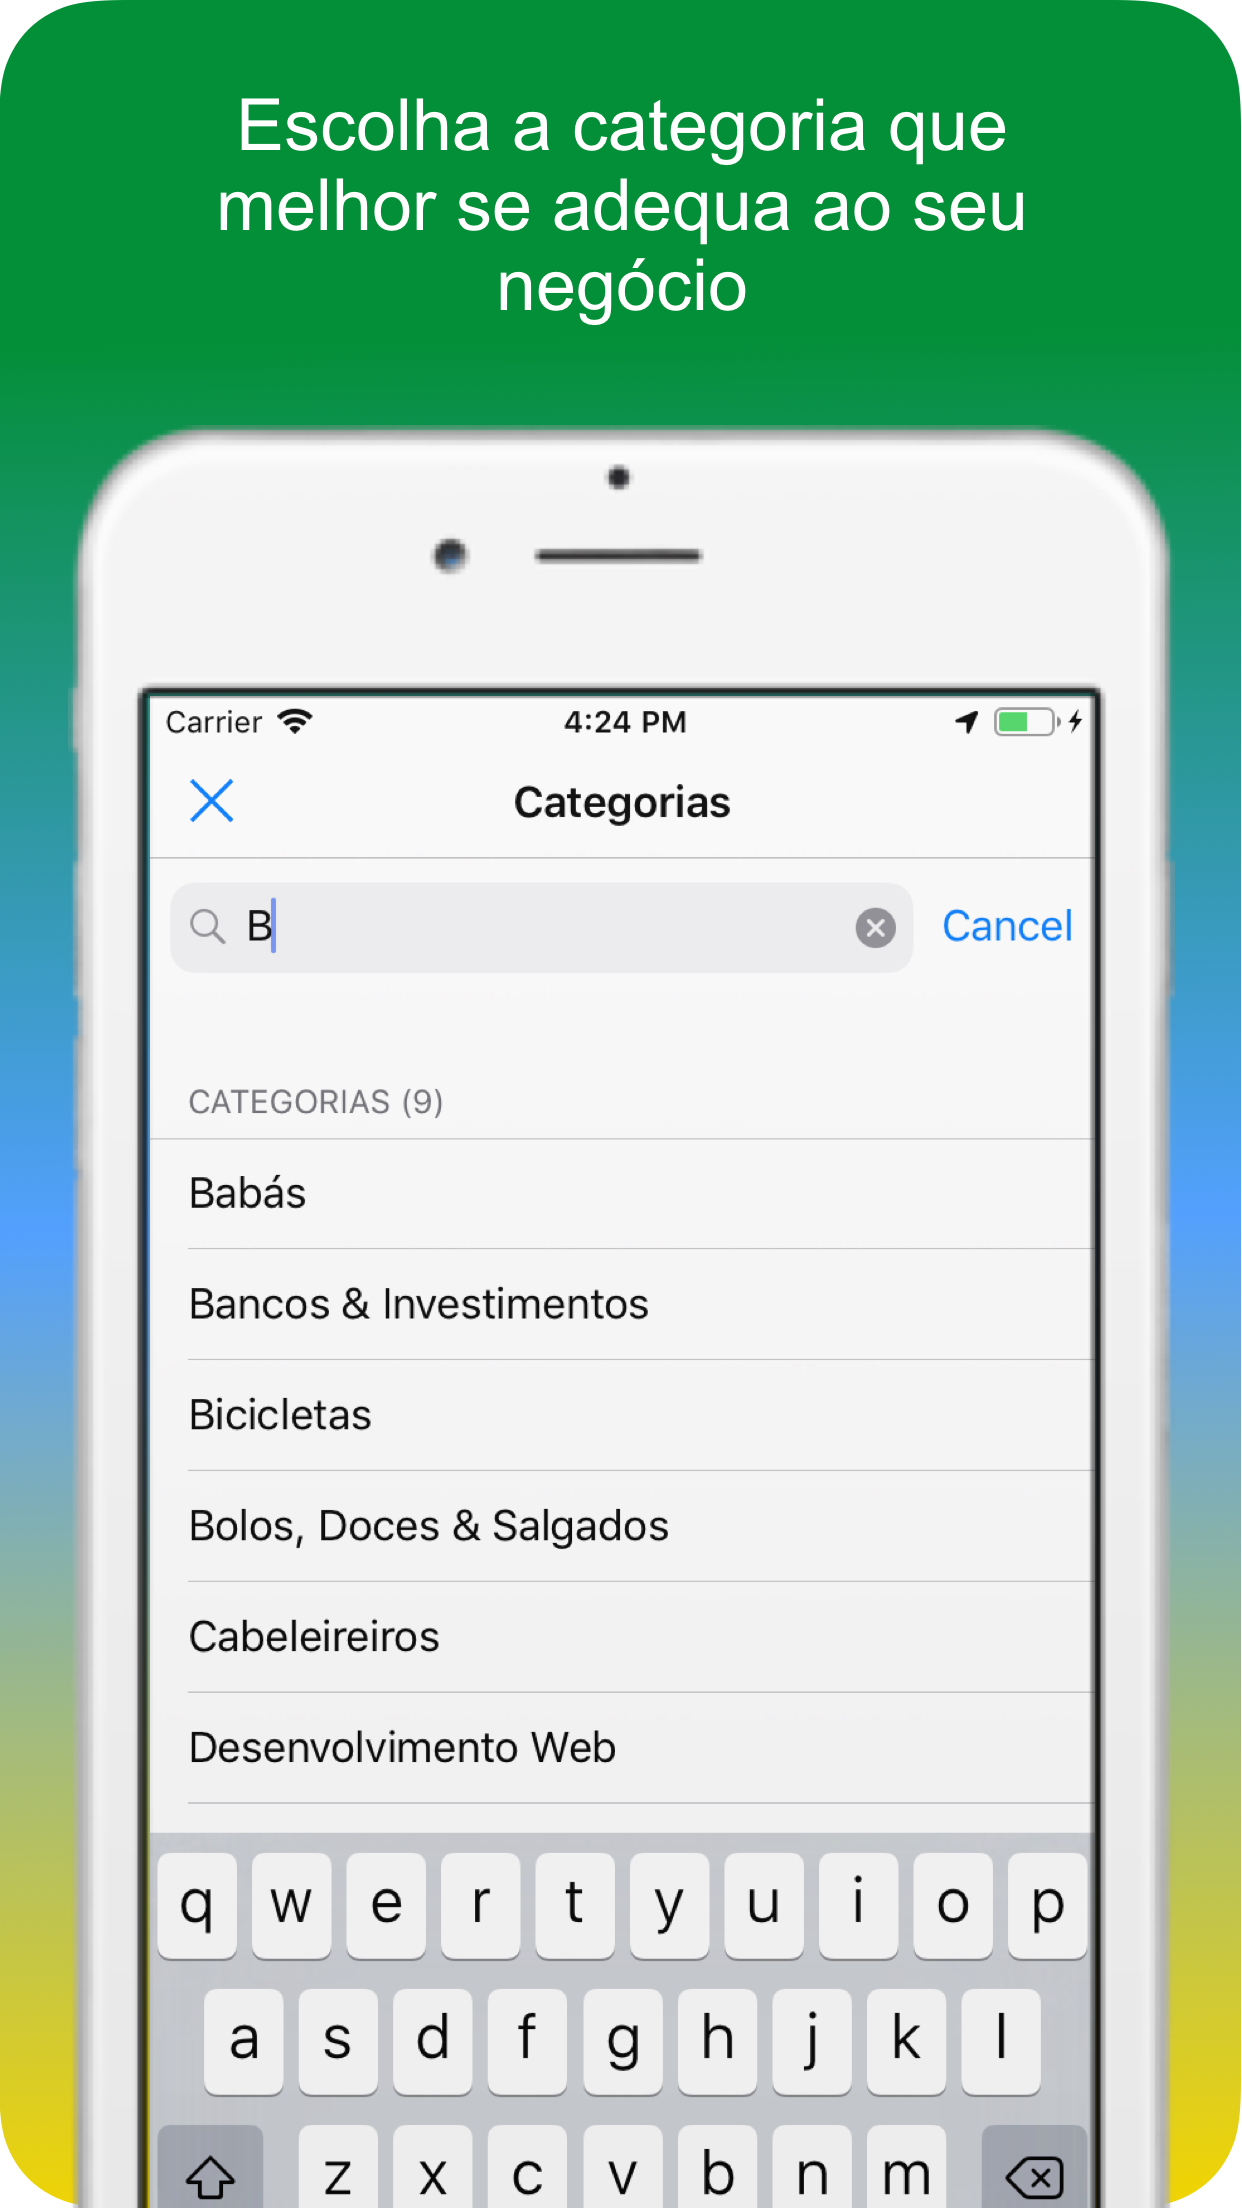 Escolha a categoria que
melhor se adequa ao seu
negócio
Carrier 4:24 PM
Categorias
B Cancel
CATEGORIAS (9)
Babás
Bancos & Investimentos
Bicicletas
Bolos, Doces & Salgados
Cabeleireiros
Desenvolvimento Web
q w e r t y u i o p
a s d f g h j k l
z x c v b n m